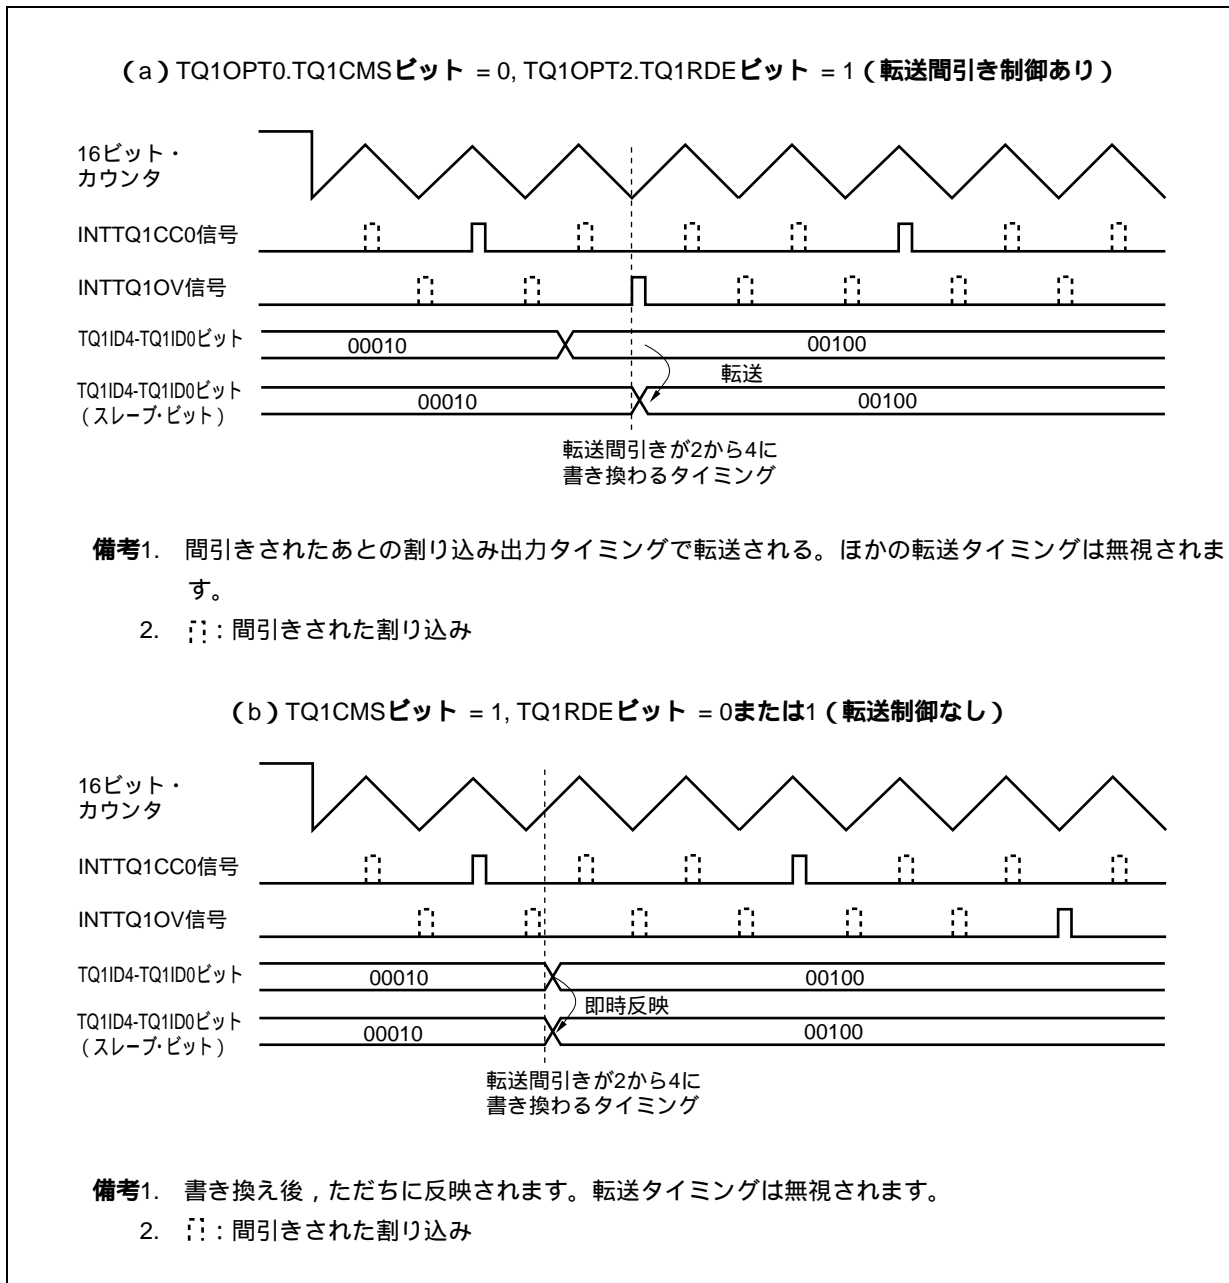 （a）TQ1OPT0.TQ1CMSビット = 0, TQ1OPT2.TQ1RDEビット = 1（転送間引き制御あり）
16ビット・
カウンタ
INTTQ1CC0信号
INTTQ1OV信号
TQ1ID4-TQ1ID0ビット
00010
00100
転送
TQ1ID4-TQ1ID0ビット
（スレーブ・ビット）
00010
00100
転送間引きが2から4に
書き換わるタイミング
備考1. 間引きされたあとの割り込み出力タイミングで転送される。ほかの転送タイミングは無視されま
す。
2. ：間引きされた割り込み
（b）TQ1CMSビット = 1, TQ1RDEビット = 0または1（転送制御なし）
16ビット・
カウンタ
INTTQ1CC0信号
INTTQ1OV信号
TQ1ID4-TQ1ID0ビット
00010
00100
即時反映
TQ1ID4-TQ1ID0ビット
（スレーブ・ビット）
00010
00100
転送間引きが2から4に
書き換わるタイミング
備考1. 書き換え後，ただちに反映されます。転送タイミングは無視されます。
2. ：間引きされた割り込み